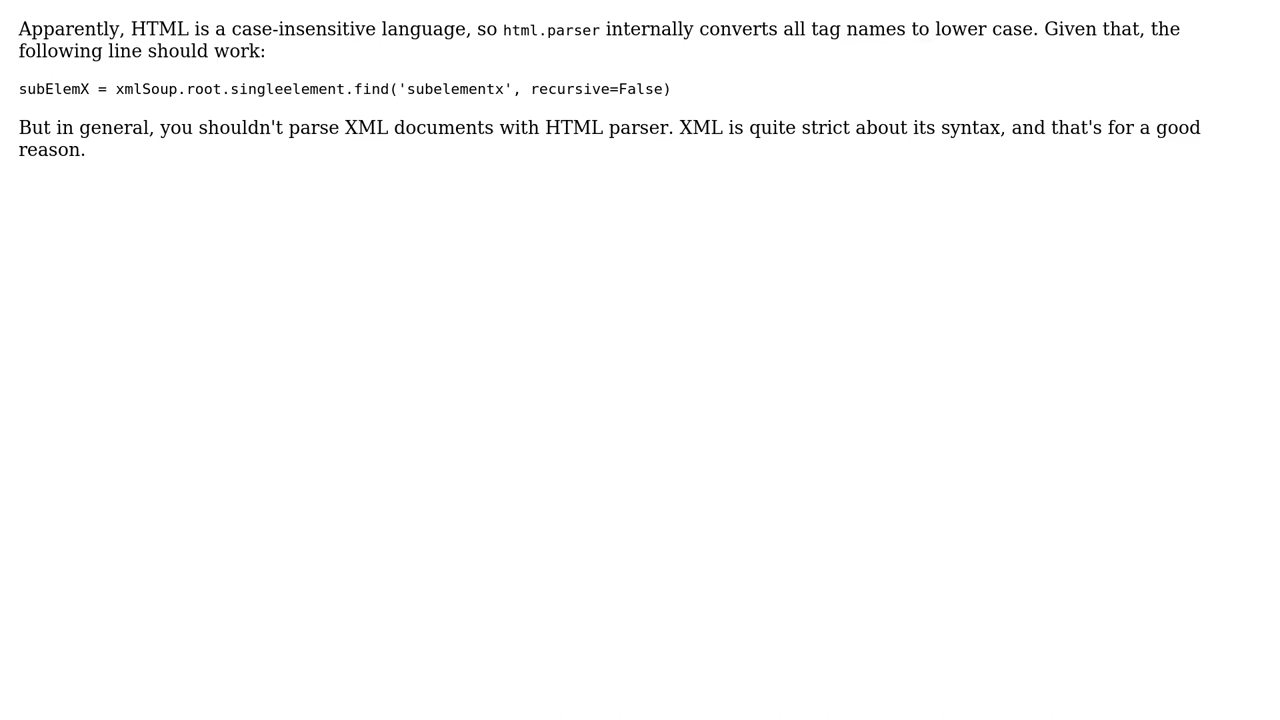 Apparently, HTML is a case-insensitive language, so html.parser internally converts all tag names to lower case. Given that, the
following line should work:
subElemX = xmlSoup.root.singleelement.find('subelementx', recursive=False)
But in general, you shouldn't parse XML documents with HTML parser. XML is quite strict about its syntax, and that's for a good
reason.